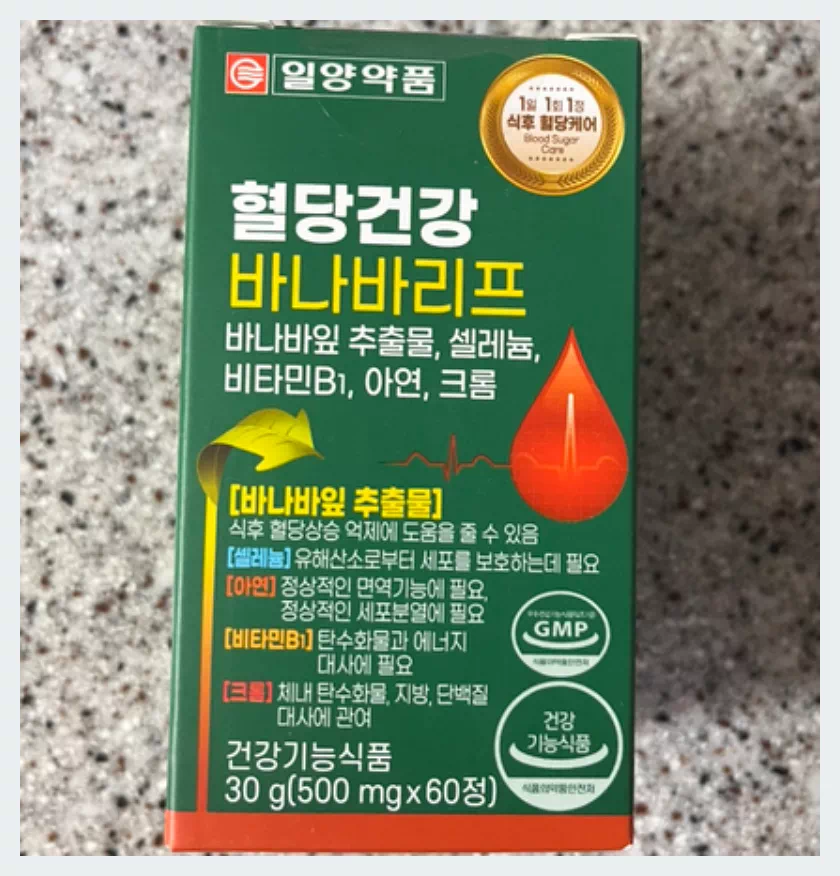 일양약품
1일 1회 1정
식후 혈당케어
Blood Sugar
Care
혈당건강
바나바리프
바나바잎 추출물, 셀레늄,
비타민B1, 아연, 크롬
[바나바잎 추출물]
식후 혈당상승 억제에 도움을 줄 수 있음
[셀레늄] 유해산소로부터 세포를 보호하는데 필요
[아연] 정상적인 면역기능에 필요,
정상적인 세포분열에 필요
[비타민B1] 탄수화물과 에너지
대사에 필요
[크롬] 체내 탄수화물, 지방, 단백질
대사에 관여
GMP
식품의약품안전처
건강
기능식품
식품의약품안전처
건강기능식품
30 g(500 mg x 60정)